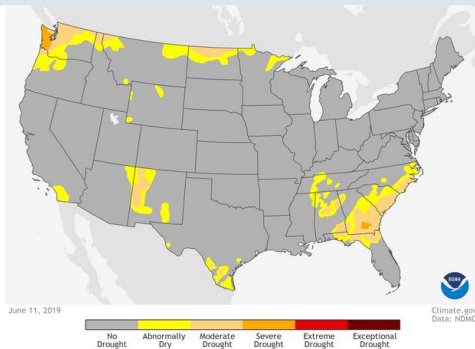 NOAA
June 11, 2019
Climate.gov
Data: NDMC
No Drought
Abnormally Dry
Moderate Drought
Severe Drought
Extreme Drought
Exceptional Drought